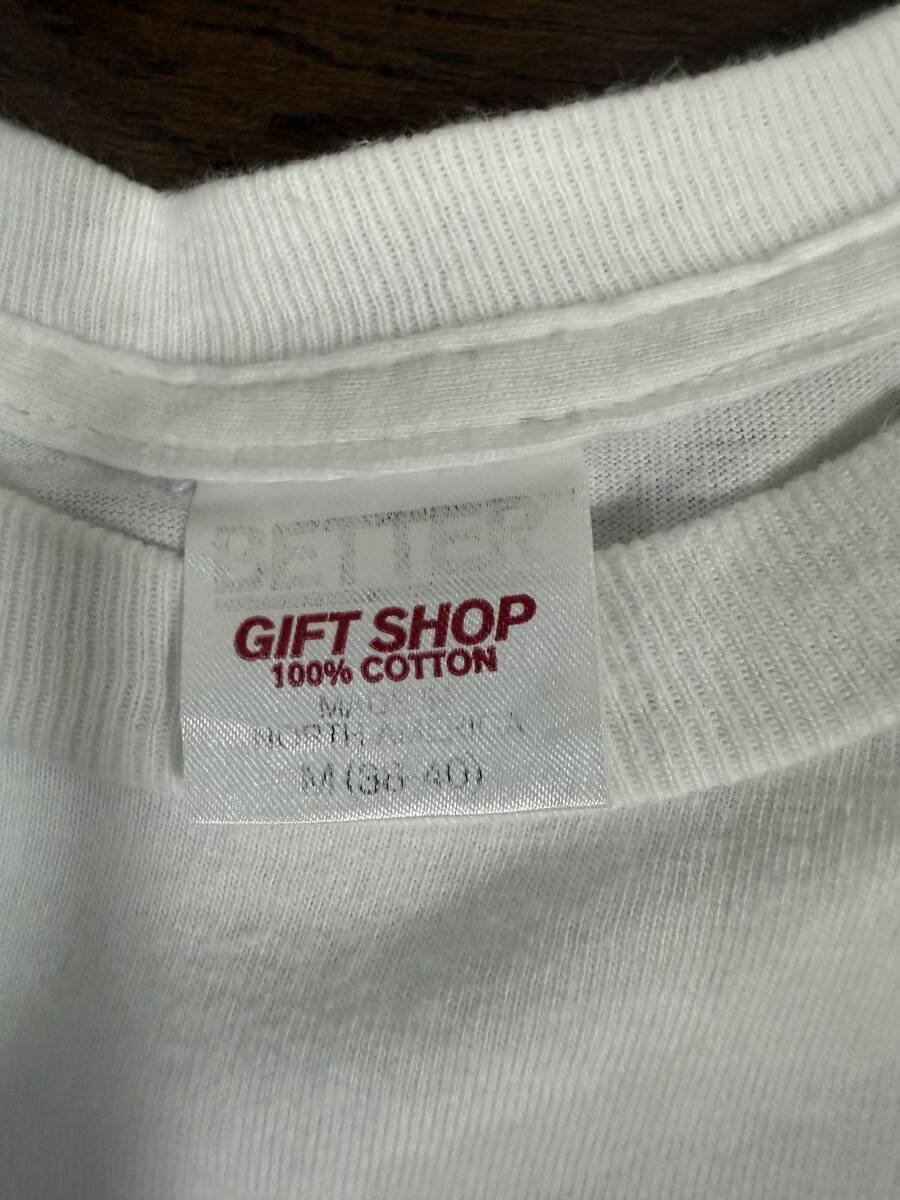 BETTER
GIFT SHOP
100% COTTON
MADE IN
NORTH AMERICA
M (38-40)